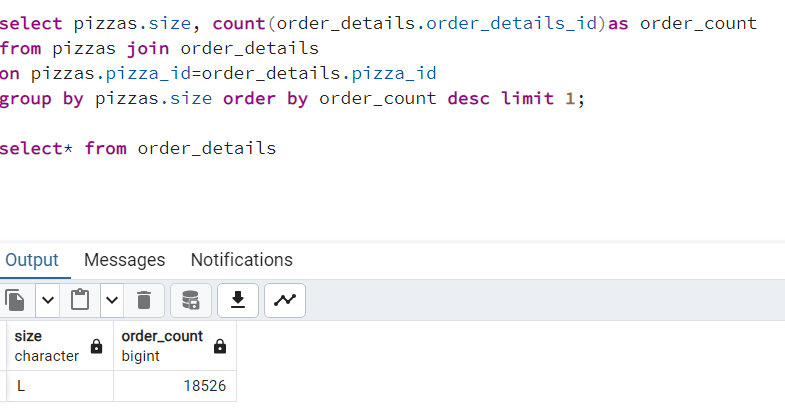 select pizzas.size, count(order_details.order_details_id)as order_count
from pizzas join order_details
on pizzas.pizza_id=order_details.pizza_id
group by pizzas.size order by order_count desc limit 1;
select* from order_details
Output Messages Notifications
size order_count
character bigint
L 18526